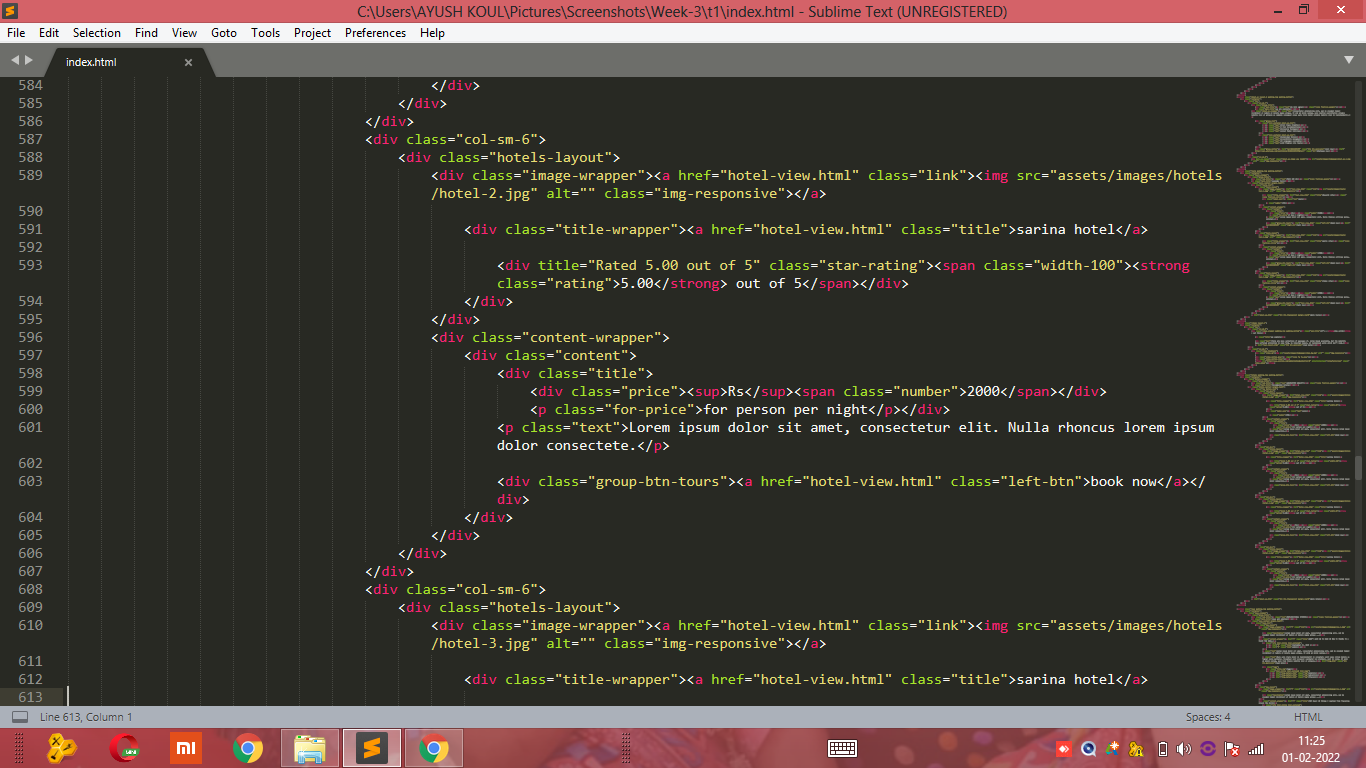 C:\Users\AYUSH KOUL\Pictures\Screenshots\Week-3\t1\index.html - Sublime Text (UNREGISTERED)
File Edit Selection Find View Goto Tools Project Preferences Help
index.html
584 </div>
585 </div>
586 </div>
587 <div class="col-sm-6">
588 <div class="hotels-layout">
589 <div class="image-wrapper"><a href="hotel-view.html" class="link"><img src="assets/images/hotels
/hotel-2.jpg" alt="" class="img-responsive"></a>
590
591 <div class="title-wrapper"><a href="hotel-view.html" class="title">sarina hotel</a>
592
593 <div title="Rated 5.00 out of 5" class="star-rating"><span class="width-100"><strong
class="rating">5.00</strong> out of 5</span></div>
594 </div>
595 </div>
596 <div class="content-wrapper">
597 <div class="content">
598 <div class="title">
599 <div class="price"><sup>Rs</sup><span class="number">2000</span></div>
600 <p class="for-price">for person per night</p></div>
601 <p class="text">Lorem ipsum dolor sit amet, consectetur elit. Nulla rhoncus lorem ipsum
dolor consectete.</p>
602
603 <div class="group-btn-tours"><a href="hotel-view.html" class="left-btn">book now</a></
div>
604 </div>
605 </div>
606 </div>
607 </div>
608 <div class="col-sm-6">
609 <div class="hotels-layout">
610 <div class="image-wrapper"><a href="hotel-view.html" class="link"><img src="assets/images/hotels
/hotel-3.jpg" alt="" class="img-responsive"></a>
611
612 <div class="title-wrapper"><a href="hotel-view.html" class="title">sarina hotel</a>
613
Line 613, Column 1 Spaces: 4 HTML
mi
11:25
01-02-2022